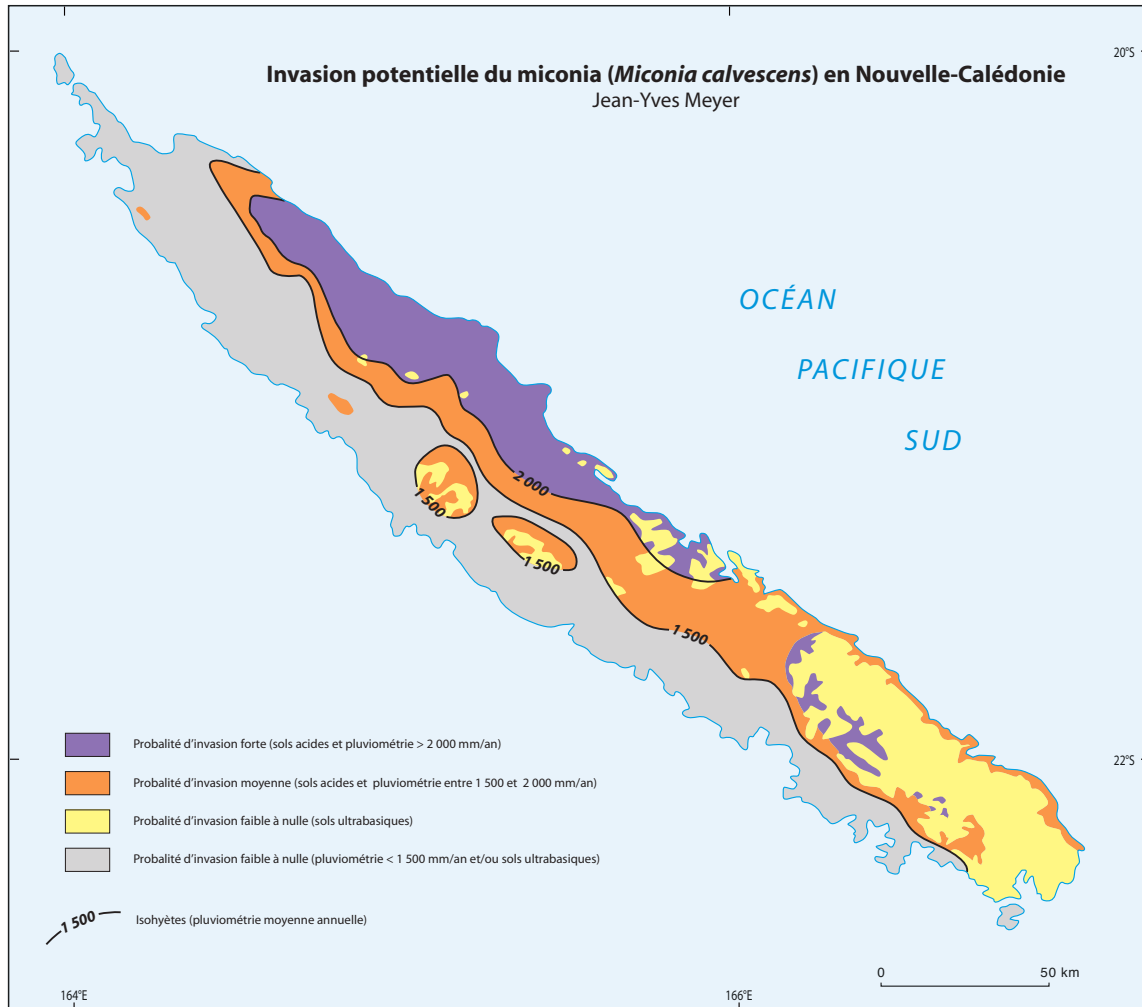 20°S
Invasion potentielle du miconia (Miconia calvescens) en Nouvelle-Calédonie
Jean-Yves Meyer
OCÉAN
PACIFIQUE
SUD
2 000
1 500
1 500
1 500
Probalité d'invasion forte (sols acides et pluviométrie > 2 000 mm/an)
22°S
Probalité d'invasion moyenne (sols acides et pluviométrie entre 1 500 et 2 000 mm/an)
Probalité d'invasion faible à nulle (sols ultrabasiques)
Probalité d'invasion faible à nulle (pluviométrie < 1 500 mm/an et/ou sols ultrabasiques)
1 500
Isohyètes (pluviométrie moyenne annuelle)
0 50 km
164°E
166°E